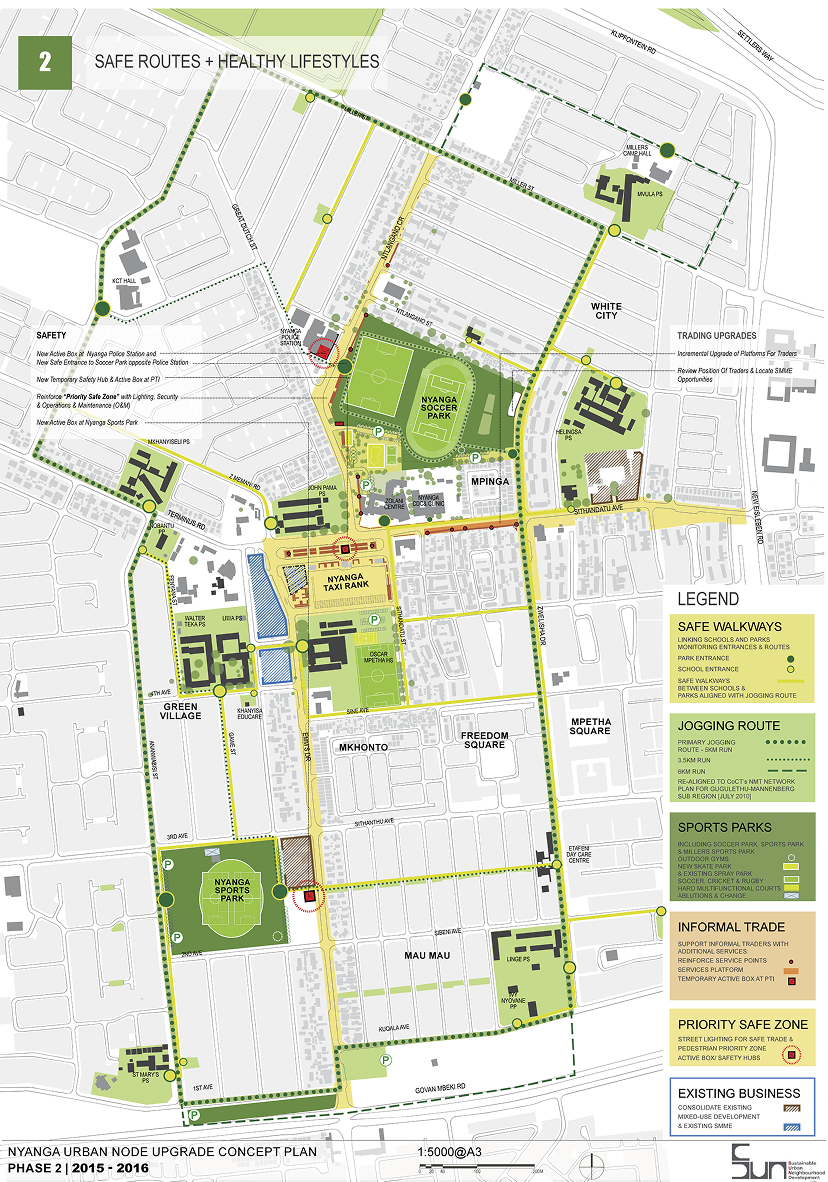 2
SAFE ROUTES + HEALTHY LIFESTYLES
KLIPFONTEIN RD
SETTLERS WAY
MILLER ST
MILLERS
CAMP HALL
MVULA PS
MILLER ST
GREAT DUTCH ST
NTLANGANO CR
KCT HALL
WHITE
CITY
NTLANGANO ST
NYANGA
POLICE
STATION
SAFETY
New Active Box at Nyanga Police Station and
New Safe Entrance to Soccer Park opposite Police Station
New Temporary Safety Hub & Active Box at PTI
Reinforce "Priority Safe Zone" with Lighting, Security
& Operations & Maintenance (O&M)
New Active Box at Nyanga Sports Park
TRADING UPGRADES
Incremental Upgrade of Platforms For Traders
Review Position Of Traders & Locate SMME
Opportunities
NYANGA
SOCCER
PARK
P
HELINGSA
PS
MKHANYISELI PS
P
MPINGA
Z MEMANI RD
JOHN PAMA
PS
P
ZOLANI
CENTRE
NYANGA
CDC& CLINIC
TERMINUS RD
NOBANTU
SITHANDATU AVE
NEW EISLEBEN RD
NYANGA
TAXI RANK
WALTER
TEKA PS
LIWA PS
P
OSCAR
MPETHA HS
SITHANDATU ST
ZWELISHA DR
4TH AVE
GREEN
VILLAGE
KHANYISA
EDUCARE
SINE AVE
MKHONTO
FREEDOM
SQUARE
MPETHA
SQUARE
GAME ST
EMMS DR
SITHANTHU AVE
3RD AVE
P
ETAFENI
DAY CARE
CENTRE
NYANGA
SPORTS
PARK
P
2ND AVE
SIBENI AVE
MAU MAU
LINGE PS
NYOVANE
PP
KUQALA AVE
P
ST MARY'S
PS
1ST AVE
GOVAN MBEKI RD
P
LEGEND
SAFE WALKWAYS
LINKING SCHOOLS AND PARKS
MONITORING ENTRANCES & ROUTES
PARK ENTRANCE
SCHOOL ENTRANCE
SAFE WALKWAYS
BETWEEN SCHOOLS &
PARKS ALIGNED WITH JOGGING ROUTE
JOGGING ROUTE
PRIMARY JOGGING
ROUTE - 5KM RUN
3.5KM RUN
6KM RUN
RE-ALIGNED TO CoCT's NMT NETWORK
PLAN FOR GUGULETHU-MANNENBERG
SUB REGION [JULY 2010]
SPORTS PARKS
INCLUDING SOCCER PARK, SPORTS PARK
& MILLERS SPORTS PARK
OUTDOOR GYMS
NEW SKATE PARK
& EXISTING SPRAY PARK
SOCCER, CRICKET & RUGBY
HARD MULTIFUNCTIONAL COURTS
ABLUTIONS & CHANGE
INFORMAL TRADE
SUPPORT INFORMAL TRADERS WITH
ADDITIONAL SERVICES:
REINFORCE SERVICE POINTS
SERVICES PLATFORM
TEMPORARY ACTIVE BOX AT PTI
PRIORITY SAFE ZONE
STREET LIGHTING FOR SAFE TRADE &
PEDESTRIAN PRIORITY ZONE
ACTIVE BOX/ SAFETY HUBS
EXISTING BUSINESS
CONSOLIDATE EXISTING
MIXED-USE DEVELOPMENT
& EXISTING SMME
NYANGA URBAN NODE UPGRADE CONCEPT PLAN
PHASE 2 | 2015 - 2016
1:5000@A3
sun
Sustainable
Urban
Neighbourhood
Development